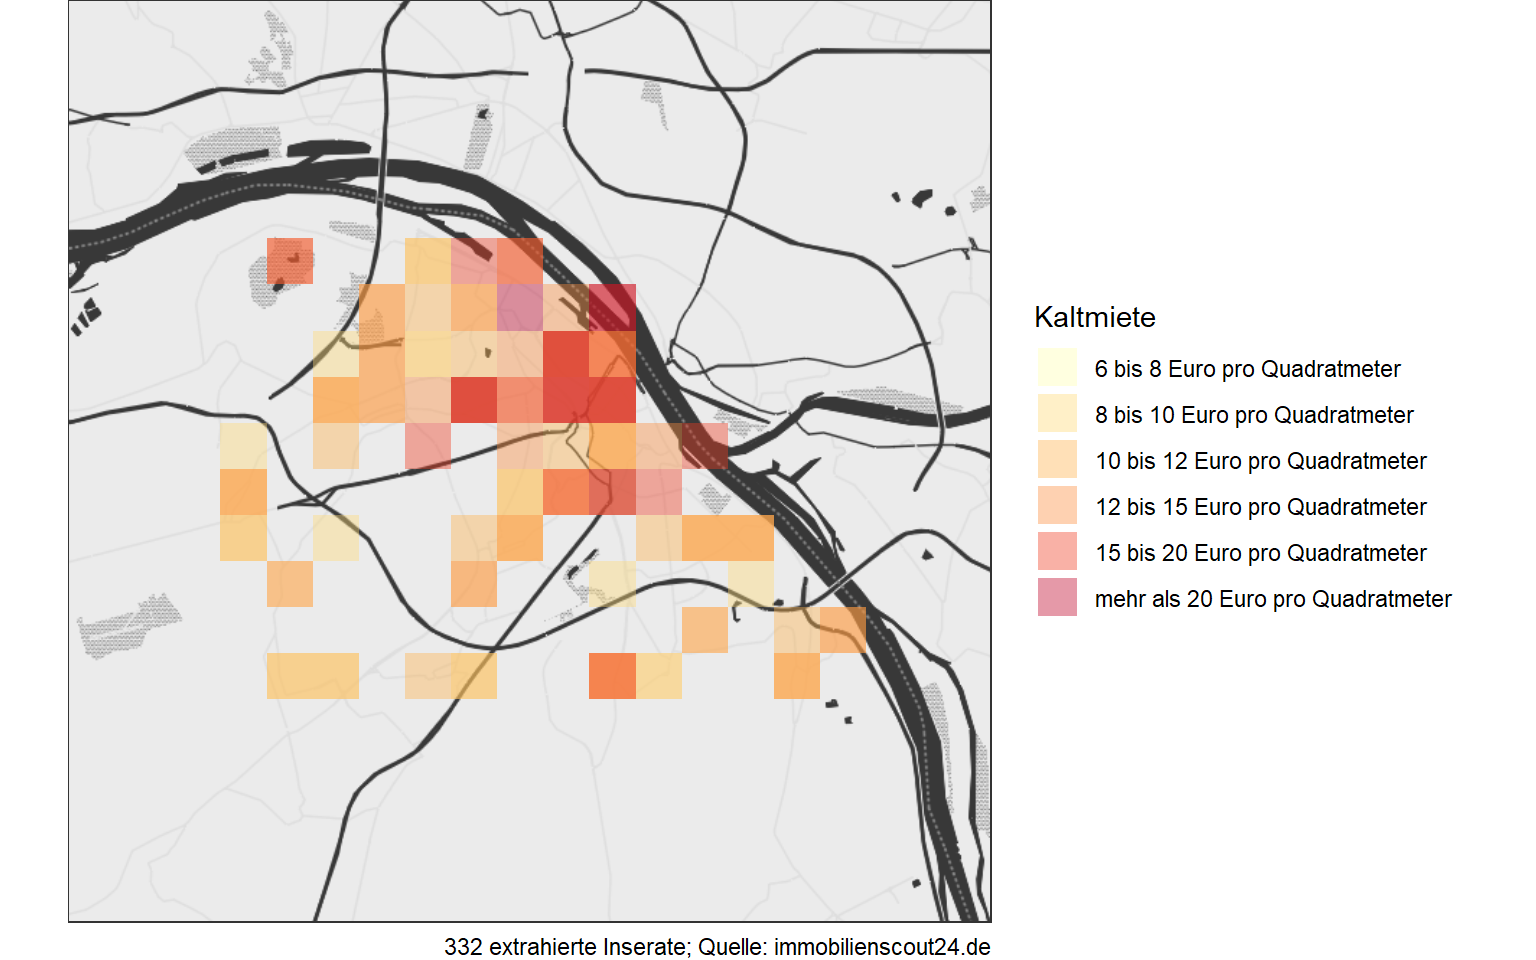 Kaltmiete
6 bis 8 Euro pro Quadratmeter
8 bis 10 Euro pro Quadratmeter
10 bis 12 Euro pro Quadratmeter
12 bis 15 Euro pro Quadratmeter
15 bis 20 Euro pro Quadratmeter
mehr als 20 Euro pro Quadratmeter
332 extrahierte Inserate; Quelle: immobilienscout24.de